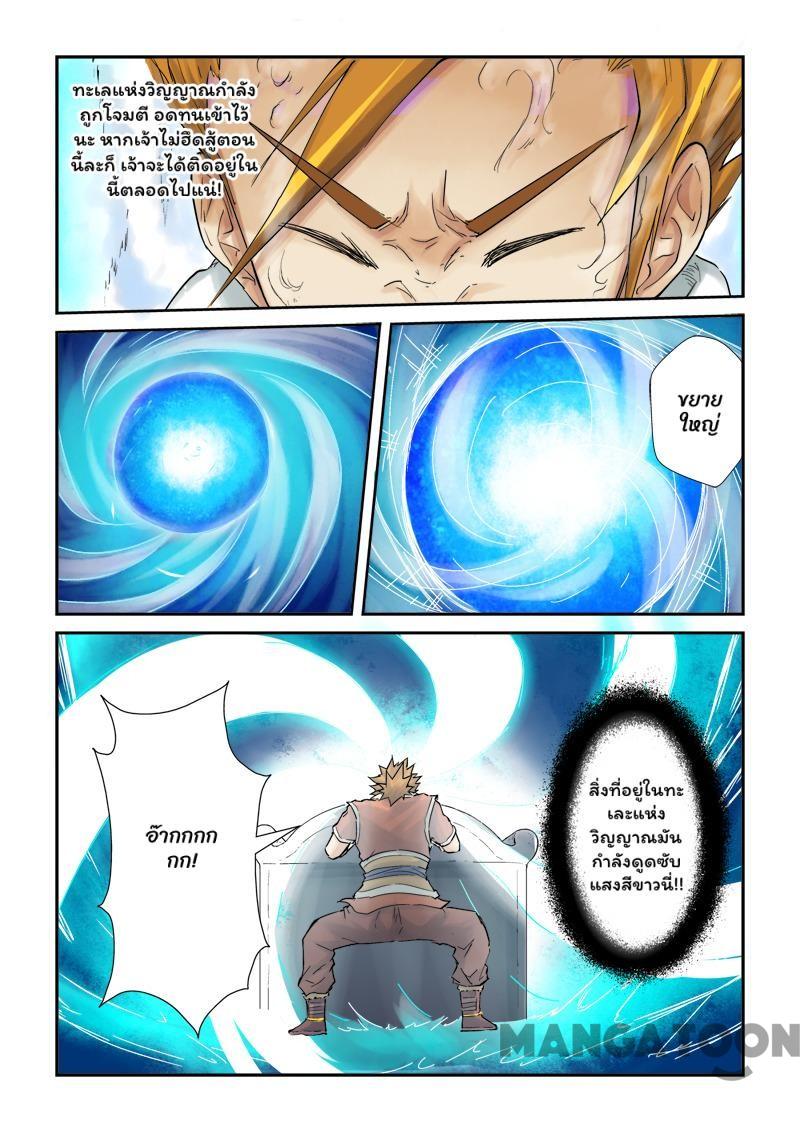 ทะเลแห่งวิญญาณกำลัง
ถูกโจมตี อดทนเข้าไว้
นะ หากเจ้าไม่ฮึดสู้ตอน
นี้ละก็ เจ้าจะได้ติดอยู่ใน
นี้ตลอดไปแน่!
ขยาย
ใหญ่
อ๊ากกกก
กก!
สิ่งที่อยู่ในทะ
เละแห่ง
วิญญาณมัน
กำลังดูดซับ
แสงสีขาวนี่!!
MANGATOON